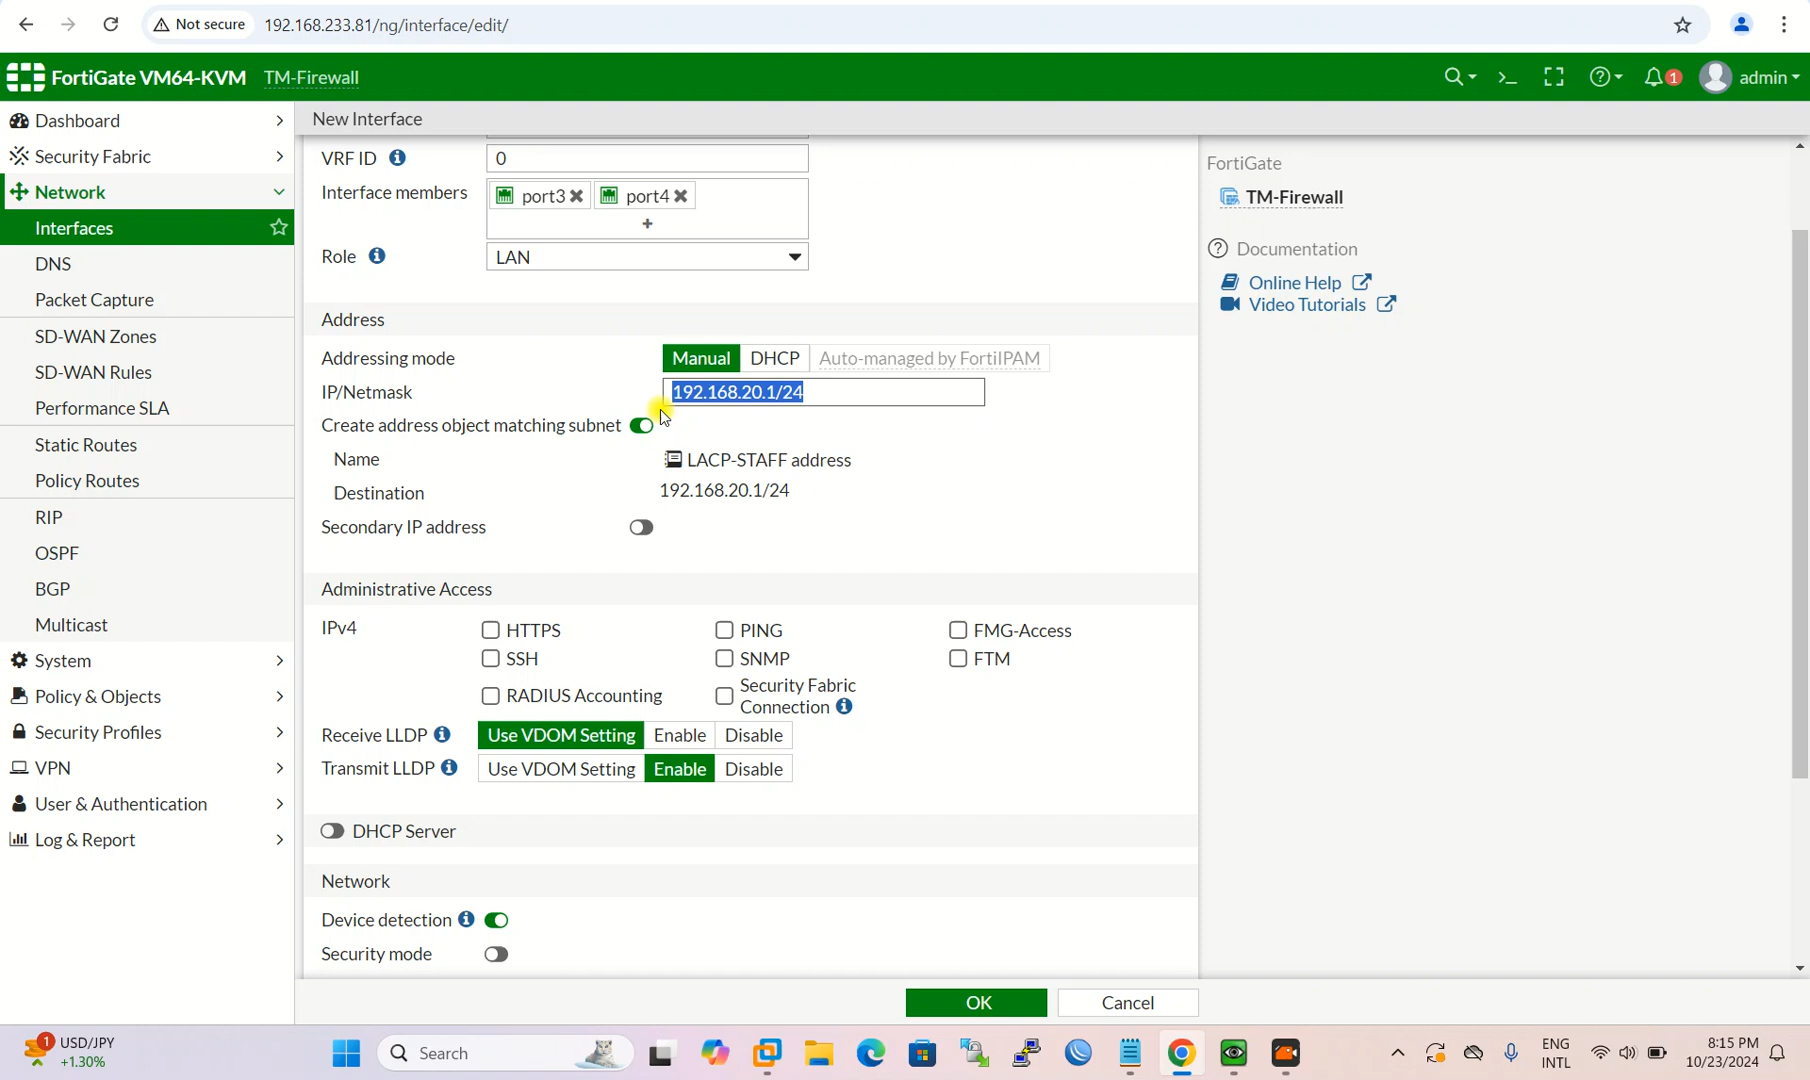 Not secure 192.168.233.81/ng/interface/edit/
FortiGate VM64-KVM TM-Firewall
1 admin
Dashboard
Security Fabric
Network
Interfaces
DNS
Packet Capture
SD-WAN Zones
SD-WAN Rules
Performance SLA
Static Routes
Policy Routes
RIP
OSPF
BGP
Multicast
System
Policy & Objects
Security Profiles
VPN
User & Authentication
Log & Report
New Interface
VRF ID 0
Interface members port3 port4
+
Role LAN
Address
Addressing mode Manual DHCP Auto-managed by FortiIPAM
IP/Netmask 192.168.20.1/24
Create address object matching subnet
Name LACP-STAFF address
Destination 192.168.20.1/24
Secondary IP address
Administrative Access
IPv4 HTTPS PING FMG-Access
SSH SNMP FTM
RADIUS Accounting Security Fabric Connection
Receive LLDP Use VDOM Setting Enable Disable
Transmit LLDP Use VDOM Setting Enable Disable
DHCP Server
Network
Device detection
Security mode
OK Cancel
FortiGate
TM-Firewall
Documentation
Online Help
Video Tutorials
1 USD/JPY
+1.30%
Search
ENG
INTL
8:15 PM
10/23/2024